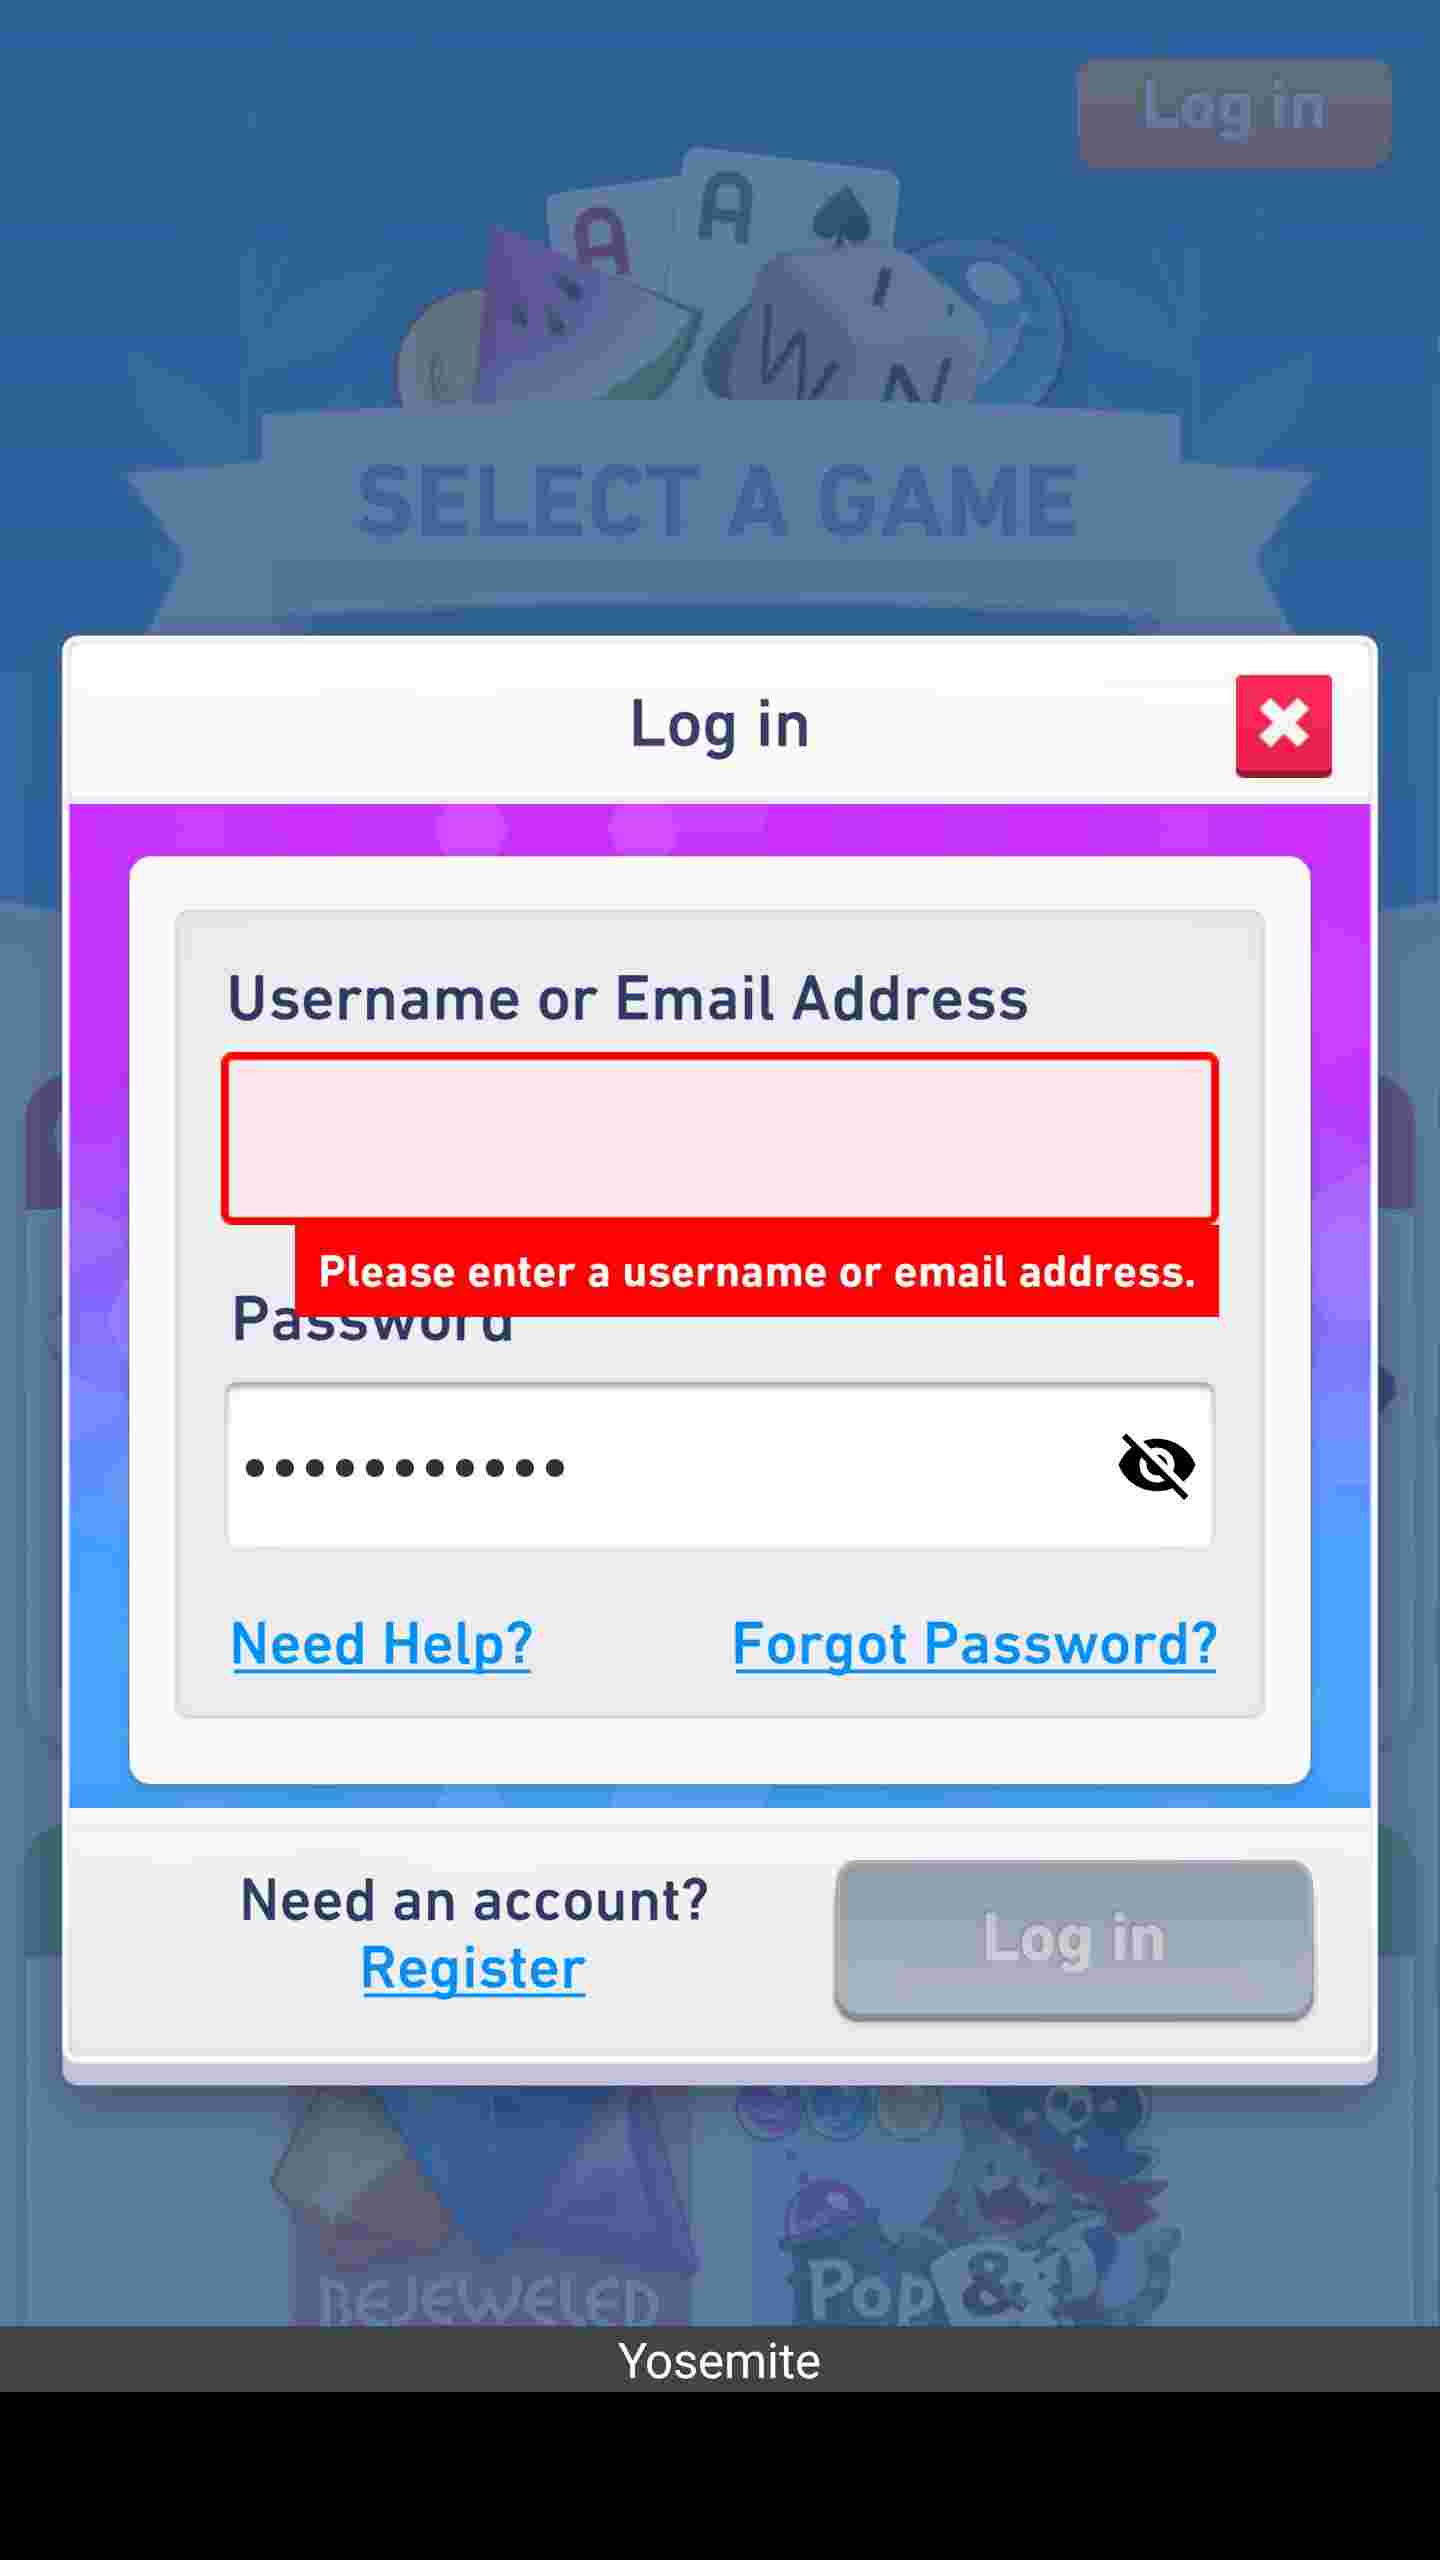 Log in
A A
W I N
SELECT A GAME
Log in
Username or Email Address
Please enter a username or email address.
Password
Need Help?
Forgot Password?
Need an account?
Register
Log in
BEJEWELED
Pop &
Yosemite